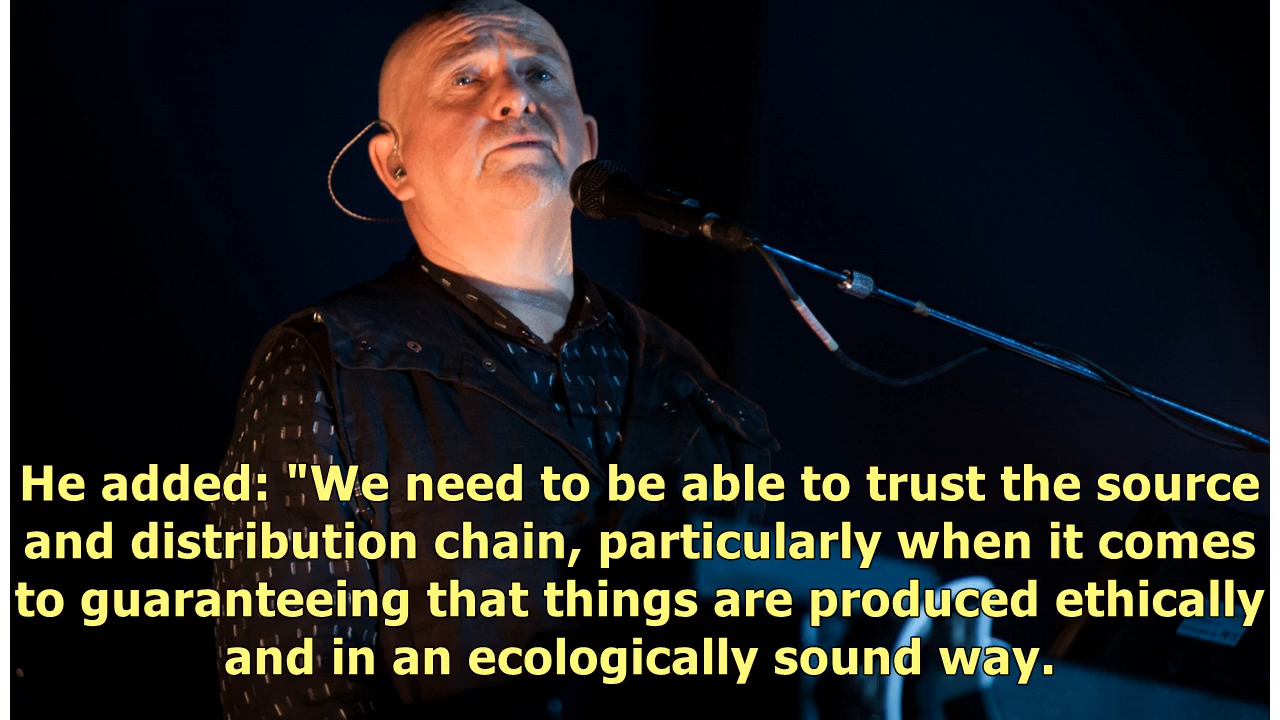 He added: "We need to be able to trust the source
and distribution chain, particularly when it comes
to guaranteeing that things are produced ethically
and in an ecologically sound way.